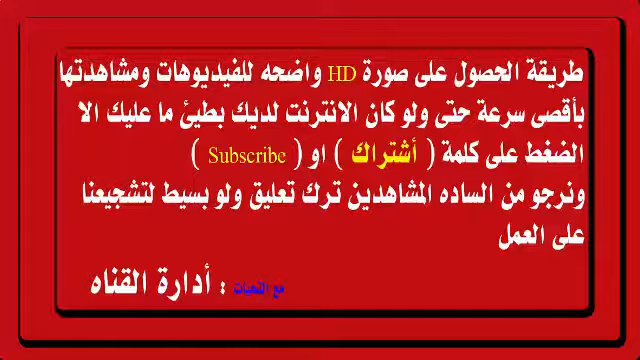 طريقة الحصول على صورة HD واضحه للفيديوهات ومشاهدتها
بأقصى سرعة حتى ولو كان الانترنت لديك بطيئ ما عليك الا
الضغط على كلمة ( أشتراك ) او ( Subscribe )
ونرجو من الساده المشاهدين ترك تعليق ولو بسيط لتشجيعنا
على العمل
مع التحيات : أدارة القناه